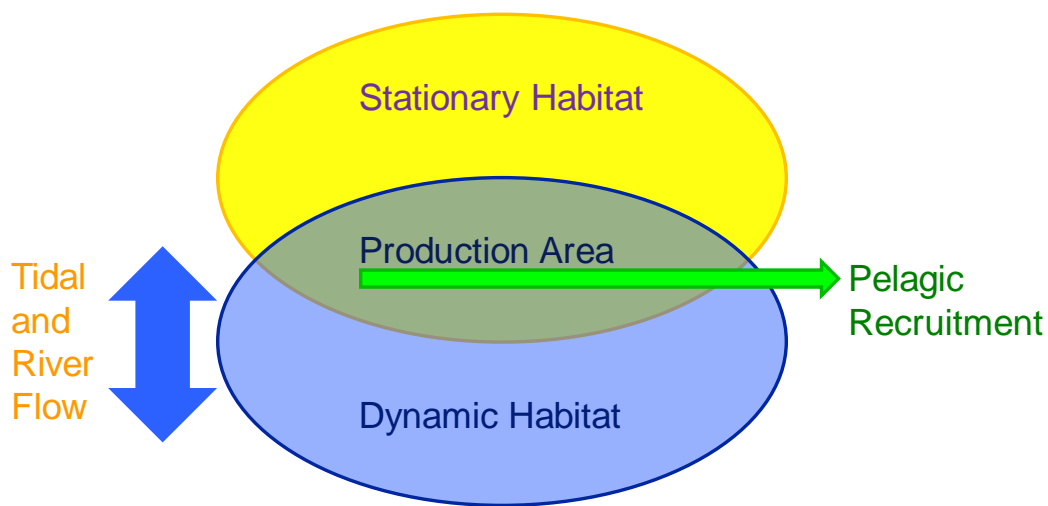 Stationary Habitat
Production Area
Tidal
and
River
Flow
Pelagic
Recruitment
Dynamic Habitat